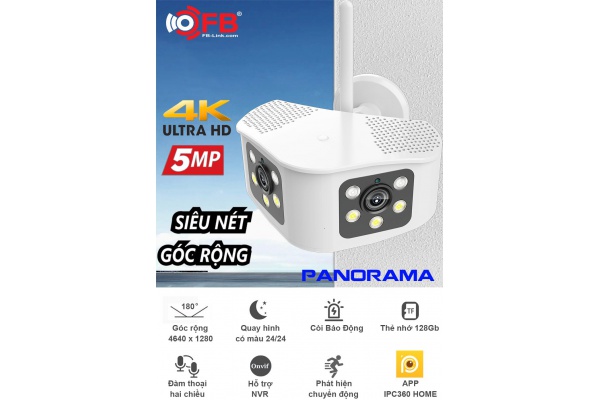 FB®
FB-Link.com
4K
ULTRA HD
5MP
SIÊU NÉT
GÓC RỘNG
PANORAMA
180°
Góc rộng
4640 x 1280
Quay hình
có màu 24/24
Còi Báo Động
TF
Thẻ nhớ 128Gb
Đàm thoại
hai chiều
Onvif
Hỗ trợ
NVR
Phát hiện
chuyển động
APP
IPC360 HOME